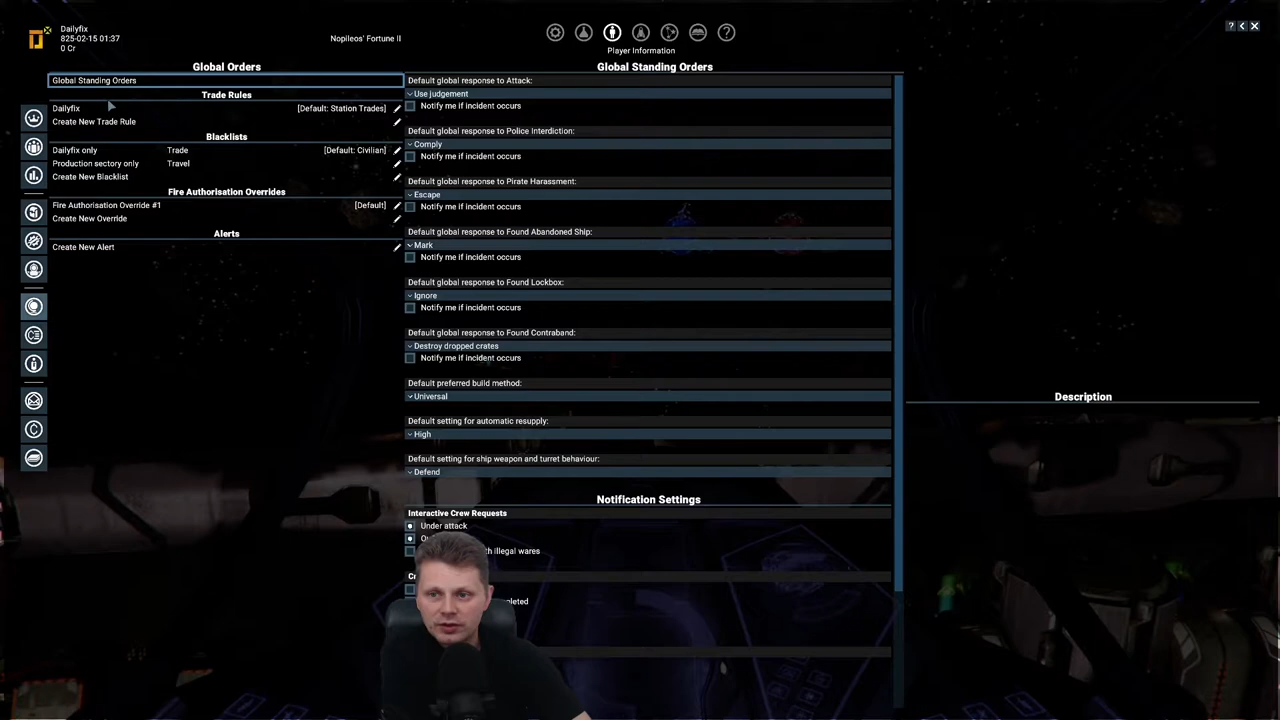 Dailyfix
825-02-15 01:37
0 Cr
Nopileos' Fortune II
Player Information
Global Orders
Global Standing Orders
Trade Rules
Dailyfix [Default: Station Trades]
Create New Trade Rule
Blacklists
Dailyfix only Trade [Default: Civilian]
Production sectory only Travel
Create New Blacklist
Fire Authorisation Overrides
Fire Authorisation Override #1 [Default]
Create New Override
Alerts
Create New Alert
Global Standing Orders
Default global response to Attack:
Use judgement
Notify me if incident occurs
Default global response to Police Interdiction:
Comply
Notify me if incident occurs
Default global response to Pirate Harassment:
Escape
Notify me if incident occurs
Default global response to Found Abandoned Ship:
Mark
Notify me if incident occurs
Default global response to Found Lockbox:
Ignore
Notify me if incident occurs
Default global response to Found Contraband:
Destroy dropped crates
Notify me if incident occurs
Default preferred build method:
Universal
Default setting for automatic resupply:
High
Default setting for ship weapon and turret behaviour:
Defend
Notification Settings
Interactive Crew Requests
Under attack
illegal wares
Description